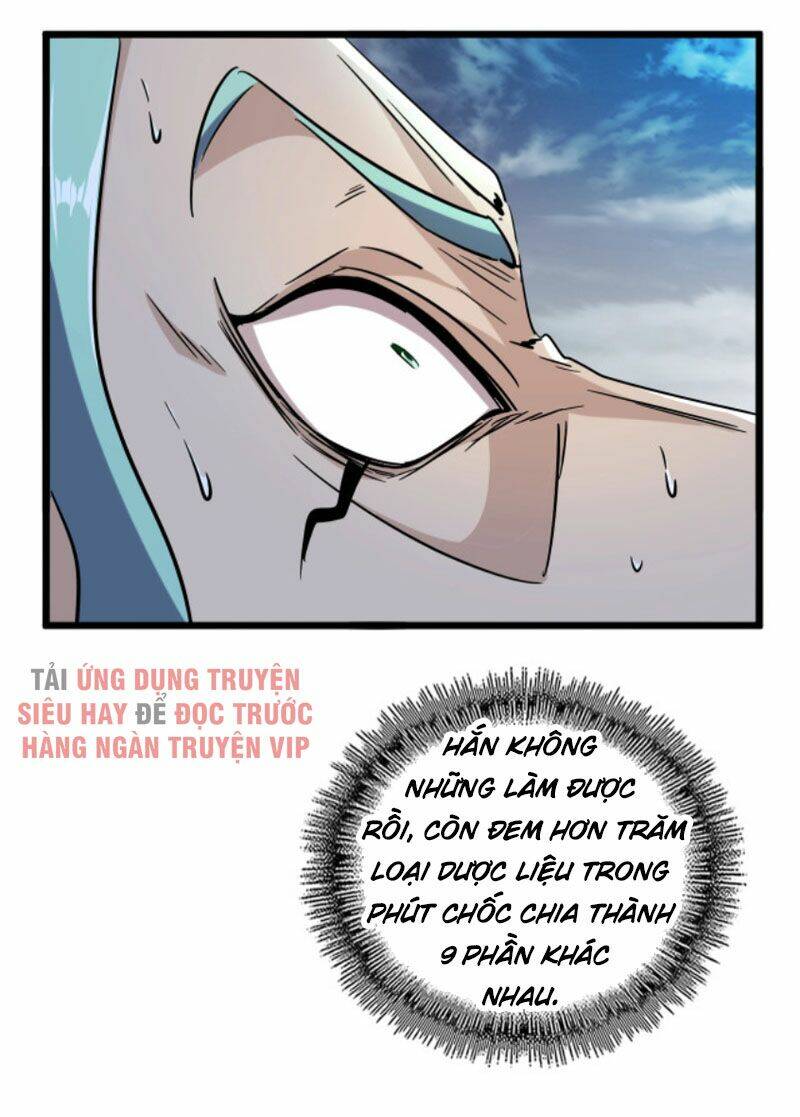 TẢI ỨNG DỤNG TRUYỆN
SIÊU HAY ĐỂ ĐỌC TRƯỚC
HÀNG NGÀN TRUYỆN VIP
HẮN KHÔNG
NHỮNG LÀM ĐƯỢC
RỒI, CÒN ĐEM HƠN TRĂM
LOẠI DƯỢC LIỆU TRONG
PHÚT CHỐC CHIA THÀNH
9 PHẦN KHÁC
NHAU.